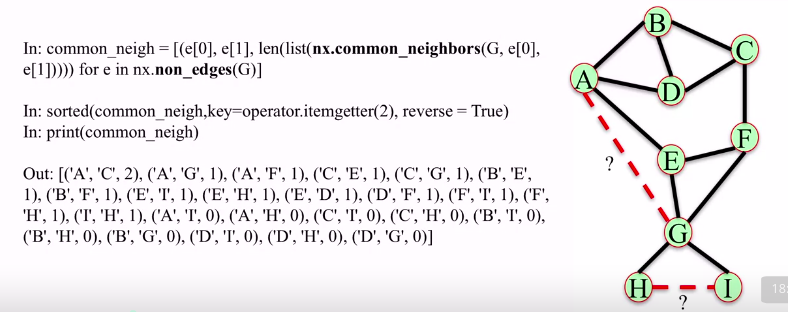 In: common_neigh = [(e[0], e[1], len(list(nx.common_neighbors(G, e[0],
e[1])))) for e in nx.non_edges(G)]
In: sorted(common_neigh,key=operator.itemgetter(2), reverse = True)
In: print(common_neigh)
Out: [('A', 'C', 2), ('A', 'G', 1), ('A', 'F', 1), ('C', 'E', 1), ('C', 'G', 1), ('B', 'E',
1), ('B', 'F', 1), ('E', 'I', 1), ('E', 'H', 1), ('E', 'D', 1), ('D', 'F', 1), ('F', 'I', 1), ('F',
'H', 1), ('I', 'H', 1), ('A', 'I', 0), ('A', 'H', 0), ('C', 'I', 0), ('C', 'H', 0), ('B', 'I', 0),
('B', 'H', 0), ('B', 'G', 0), ('D', 'I', 0), ('D', 'H', 0), ('D', 'G', 0)]
B
C
A
D
F
E
?
G
H
I
?
18: